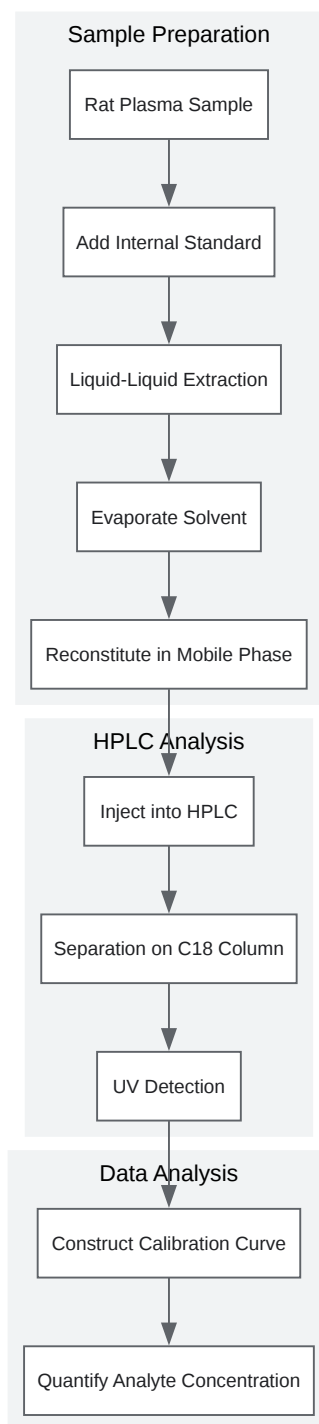 Sample Preparation
Rat Plasma Sample
Add Internal Standard
Liquid-Liquid Extraction
Evaporate Solvent
Reconstitute in Mobile Phase
HPLC Analysis
Inject into HPLC
Separation on C18 Column
UV Detection
Data Analysis
Construct Calibration Curve
Quantify Analyte Concentration